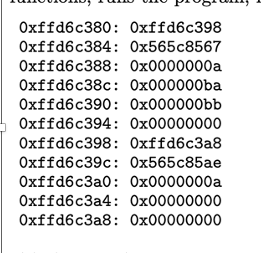 functions, runs the program,
0xffd6c380: 0xffd6c398
0xffd6c384: 0x565c8567
0xffd6c388: 0x0000000a
0xffd6c38c: 0x000000ba
0xffd6c390: 0x000000bb
0xffd6c394: 0x00000000
0xffd6c398: 0xffd6c3a8
0xffd6c39c: 0x565c85ae
0xffd6c3a0: 0x0000000a
0xffd6c3a4: 0x00000000
0xffd6c3a8: 0x00000000